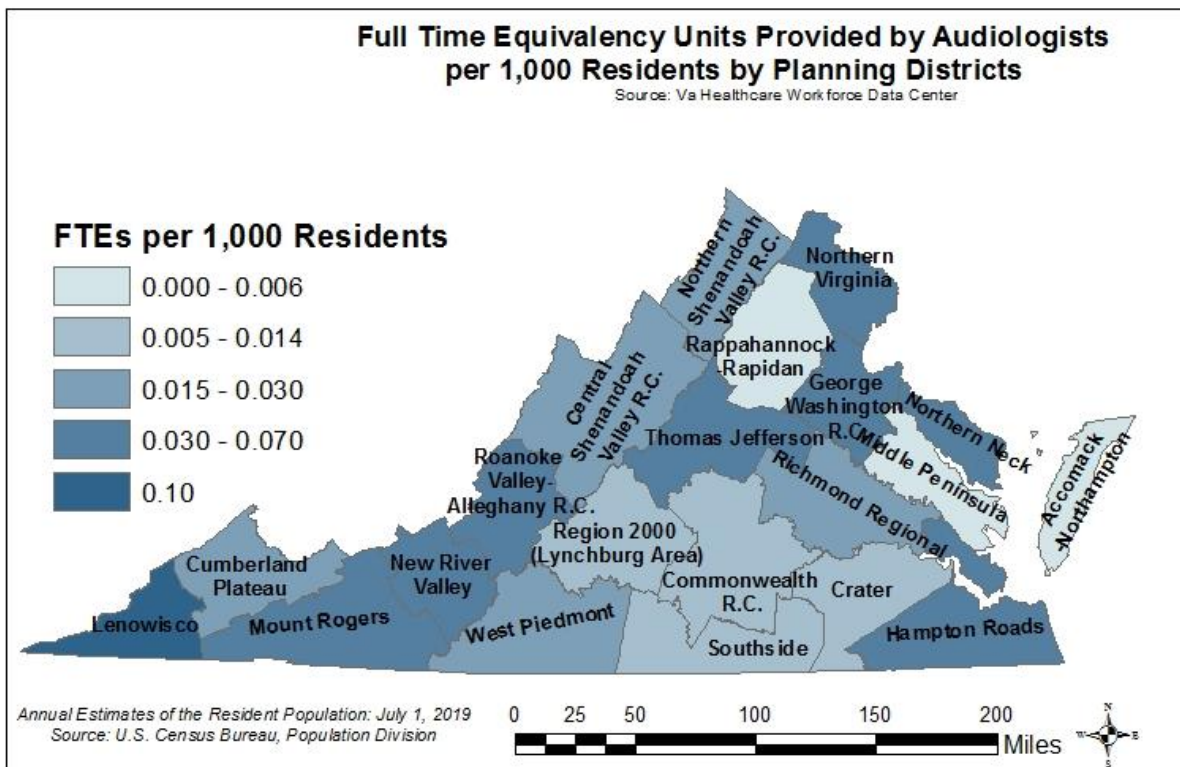 Full Time Equivalency Units Provided by Audiologists
per 1,000 Residents by Planning Districts
Source: Va Healthcare Workforce Data Center
FTEs per 1,000 Residents
0.000 - 0.006
0.005 - 0.014
0.015 - 0.030
0.030 - 0.070
0.10
Northern
Shenandoah
Valley R.C.
Northern
Virginia
Rappahannock
-Rapidan
Central
Shenandoah
Valley R.C.
George
Washington
R.C.
Northern Neck
Thomas Jefferson
Middle Peninsula
Accomack
-Northampton
Roanoke
Valley-
Alleghany R.C.
Richmond Regional
Region 2000
(Lynchburg Area)
Cumberland
Plateau
New River
Valley
Commonwealth
R.C.
Crater
Lenowisco
Mount Rogers
West Piedmont
Southside
Hampton Roads
Annual Estimates of the Resident Population: July 1, 2019
Source: U.S. Census Bureau, Population Division
0 25 50 100 150 200
Miles
N
W E
S